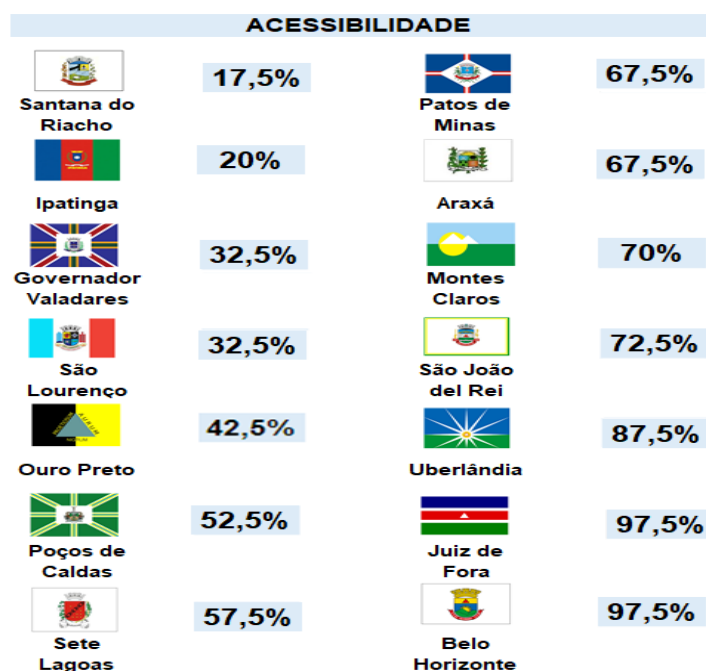 ACESSIBILIDADE
17,5%
Santana do
Riacho
20%
Ipatinga
32,5%
Governador
Valadares
32,5%
São
Lourenço
42,5%
Ouro Preto
52,5%
Poços de
Caldas
57,5%
Sete
Lagoas
67,5%
Patos de
Minas
67,5%
Araxá
70%
Montes
Claros
72,5%
São João
del Rei
87,5%
Uberlândia
97,5%
Juiz de
Fora
97,5%
Belo
Horizonte